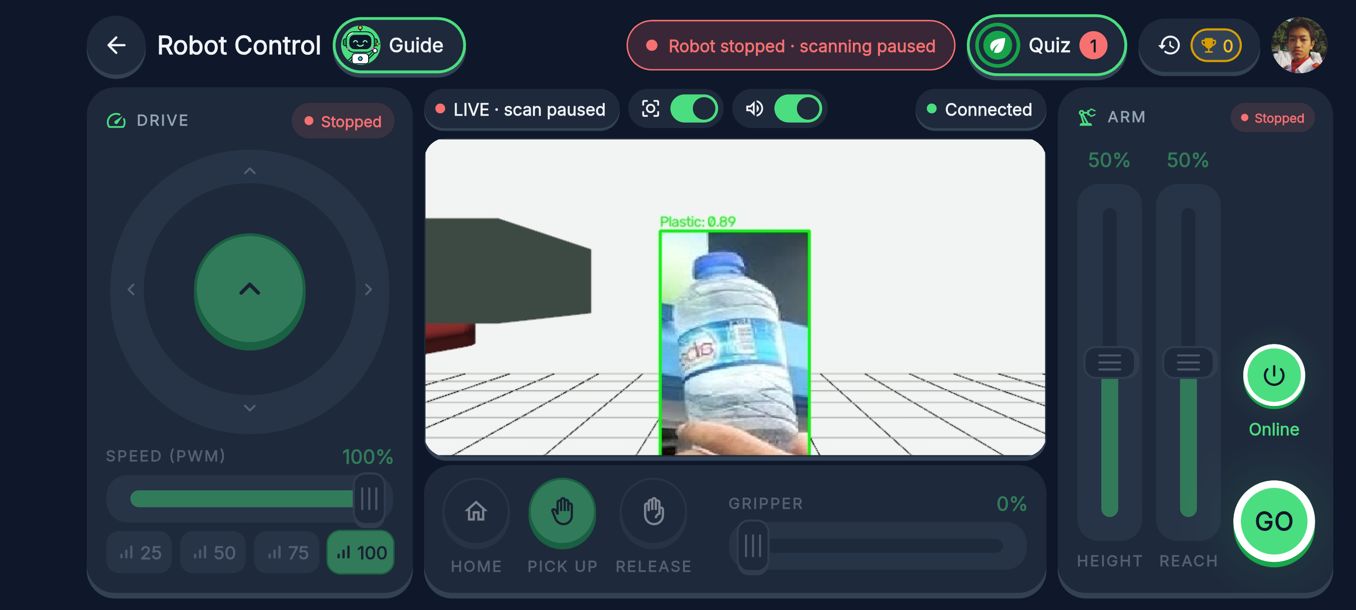 Robot Control
Guide
Robot stopped · scanning paused
Quiz 1
0
DRIVE
Stopped
SPEED (PWM)
100%
25
50
75
100
LIVE · scan paused
Connected
Plastic: 0.89
HOME
PICK UP
RELEASE
GRIPPER
0%
ARM
Stopped
50%
50%
HEIGHT
REACH
Online
GO